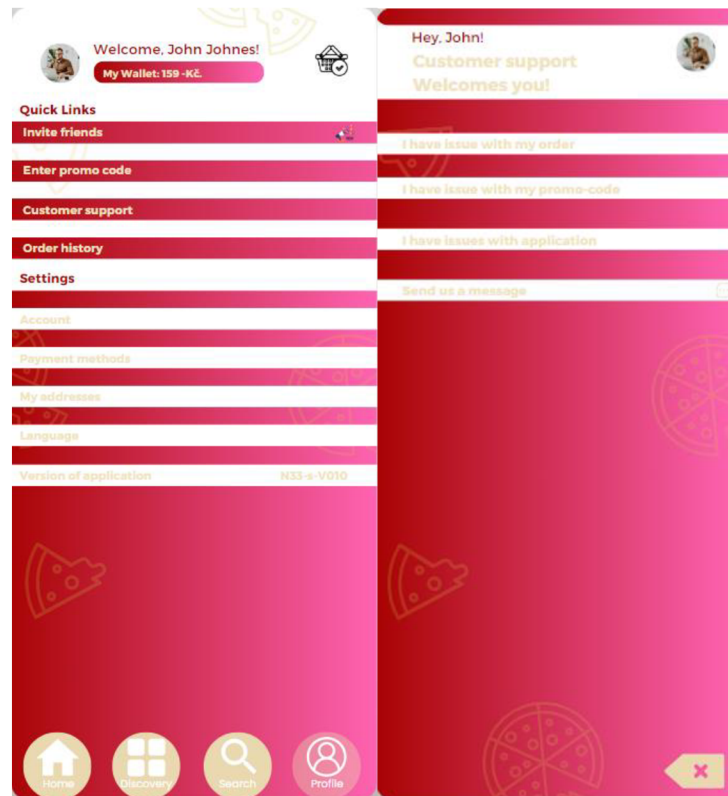 Welcome, John Johnes!
My Wallet: 159 -Kč.
Quick Links
Invite friends
Enter promo code
Customer support
Order history
Settings
Account
Payment methods
My addresses
Language
Version of application N33-s-V010
Home
Discovery
Search
Profile
Hey, John!
Customer support
Welcomes you!
I have issue with my order
I have issue with my promo-code
I have issues with application
Send us a message